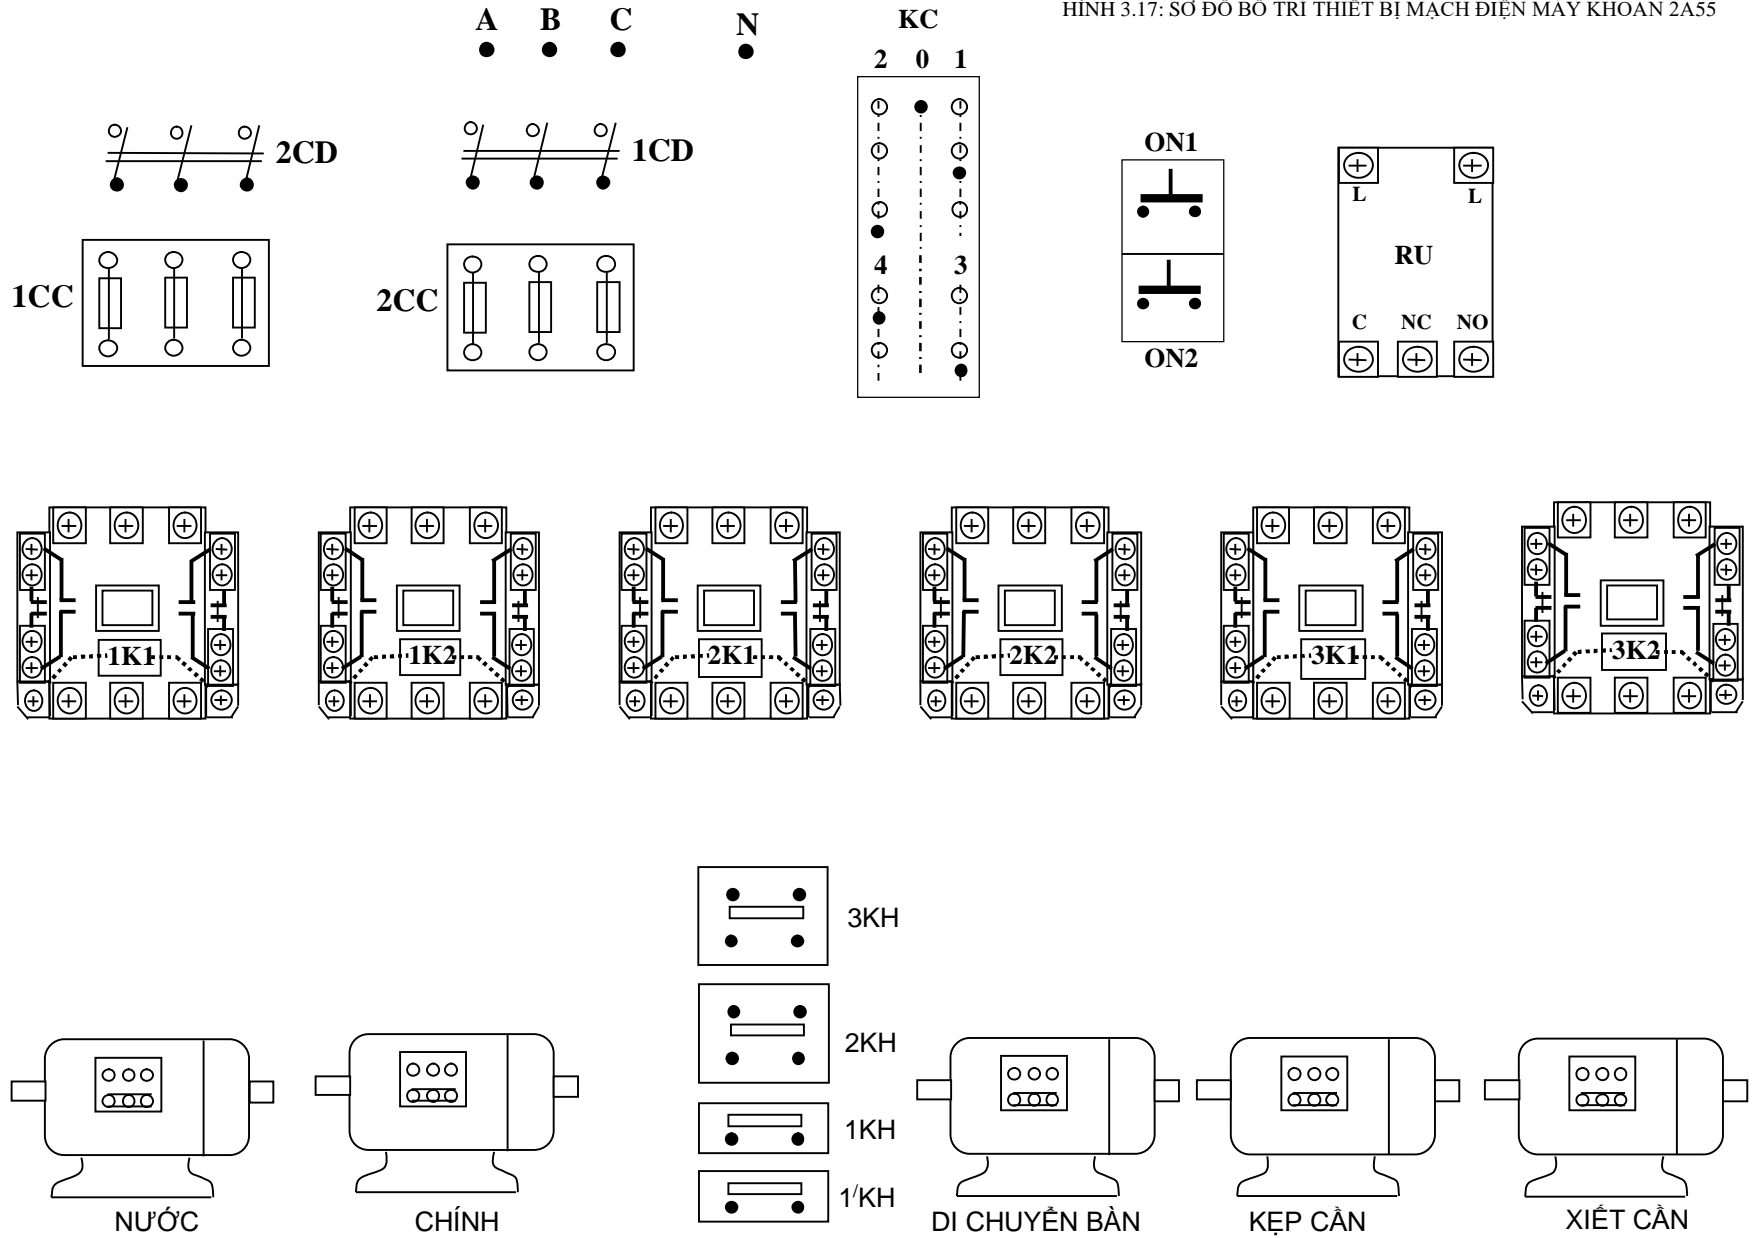 HÌNH 3.17: SƠ ĐỒ BỐ TRÍ THIẾT BỊ MẠCH ĐIỆN MÁY KHOAN 2A55
A B C N
KC
2 0 1
2CD
1CD
ON1
L L
1CC
2CC
4 3
RU
C NC NO
ON2
1K1 1K2 2K1 2K2 3K1 3K2
3KH
2KH
1KH
1/KH
NƯỚC CHÍNH DI CHUYỂN BÀN KẸP CẦN XIẾT CẦN